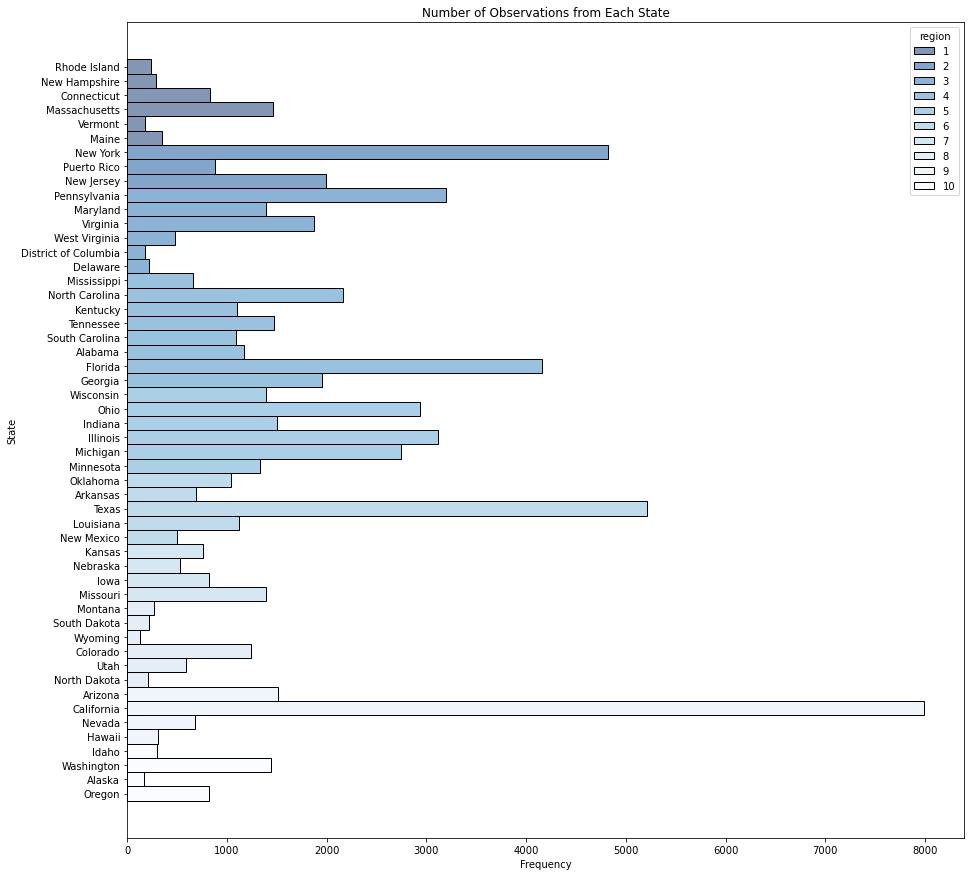 Number of Observations from Each State
region
1
2
3
4
5
6
7
8
9
10
State
Rhode Island
New Hampshire
Connecticut
Massachusetts
Vermont
Maine
New York
Puerto Rico
New Jersey
Pennsylvania
Maryland
Virginia
West Virginia
District of Columbia
Delaware
Mississippi
North Carolina
Kentucky
Tennessee
South Carolina
Alabama
Florida
Georgia
Wisconsin
Ohio
Indiana
Illinois
Michigan
Minnesota
Oklahoma
Arkansas
Texas
Louisiana
New Mexico
Kansas
Nebraska
Iowa
Missouri
Montana
South Dakota
Wyoming
Colorado
Utah
North Dakota
Arizona
California
Nevada
Hawaii
Idaho
Washington
Alaska
Oregon
0 1000 2000 3000 4000 5000 6000 7000 8000
Frequency